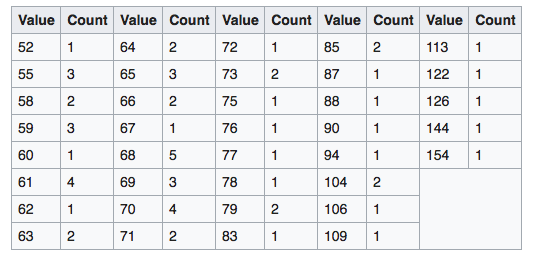 Value Count Value Count Value Count Value Count Value Count
52 1 64 2 72 1 85 2 113 1
55 3 65 3 73 2 87 1 122 1
58 2 66 2 75 1 88 1 126 1
59 3 67 1 76 1 90 1 144 1
60 1 68 5 77 1 94 1 154 1
61 4 69 3 78 1 104 2
62 1 70 4 79 2 106 1
63 2 71 2 83 1 109 1